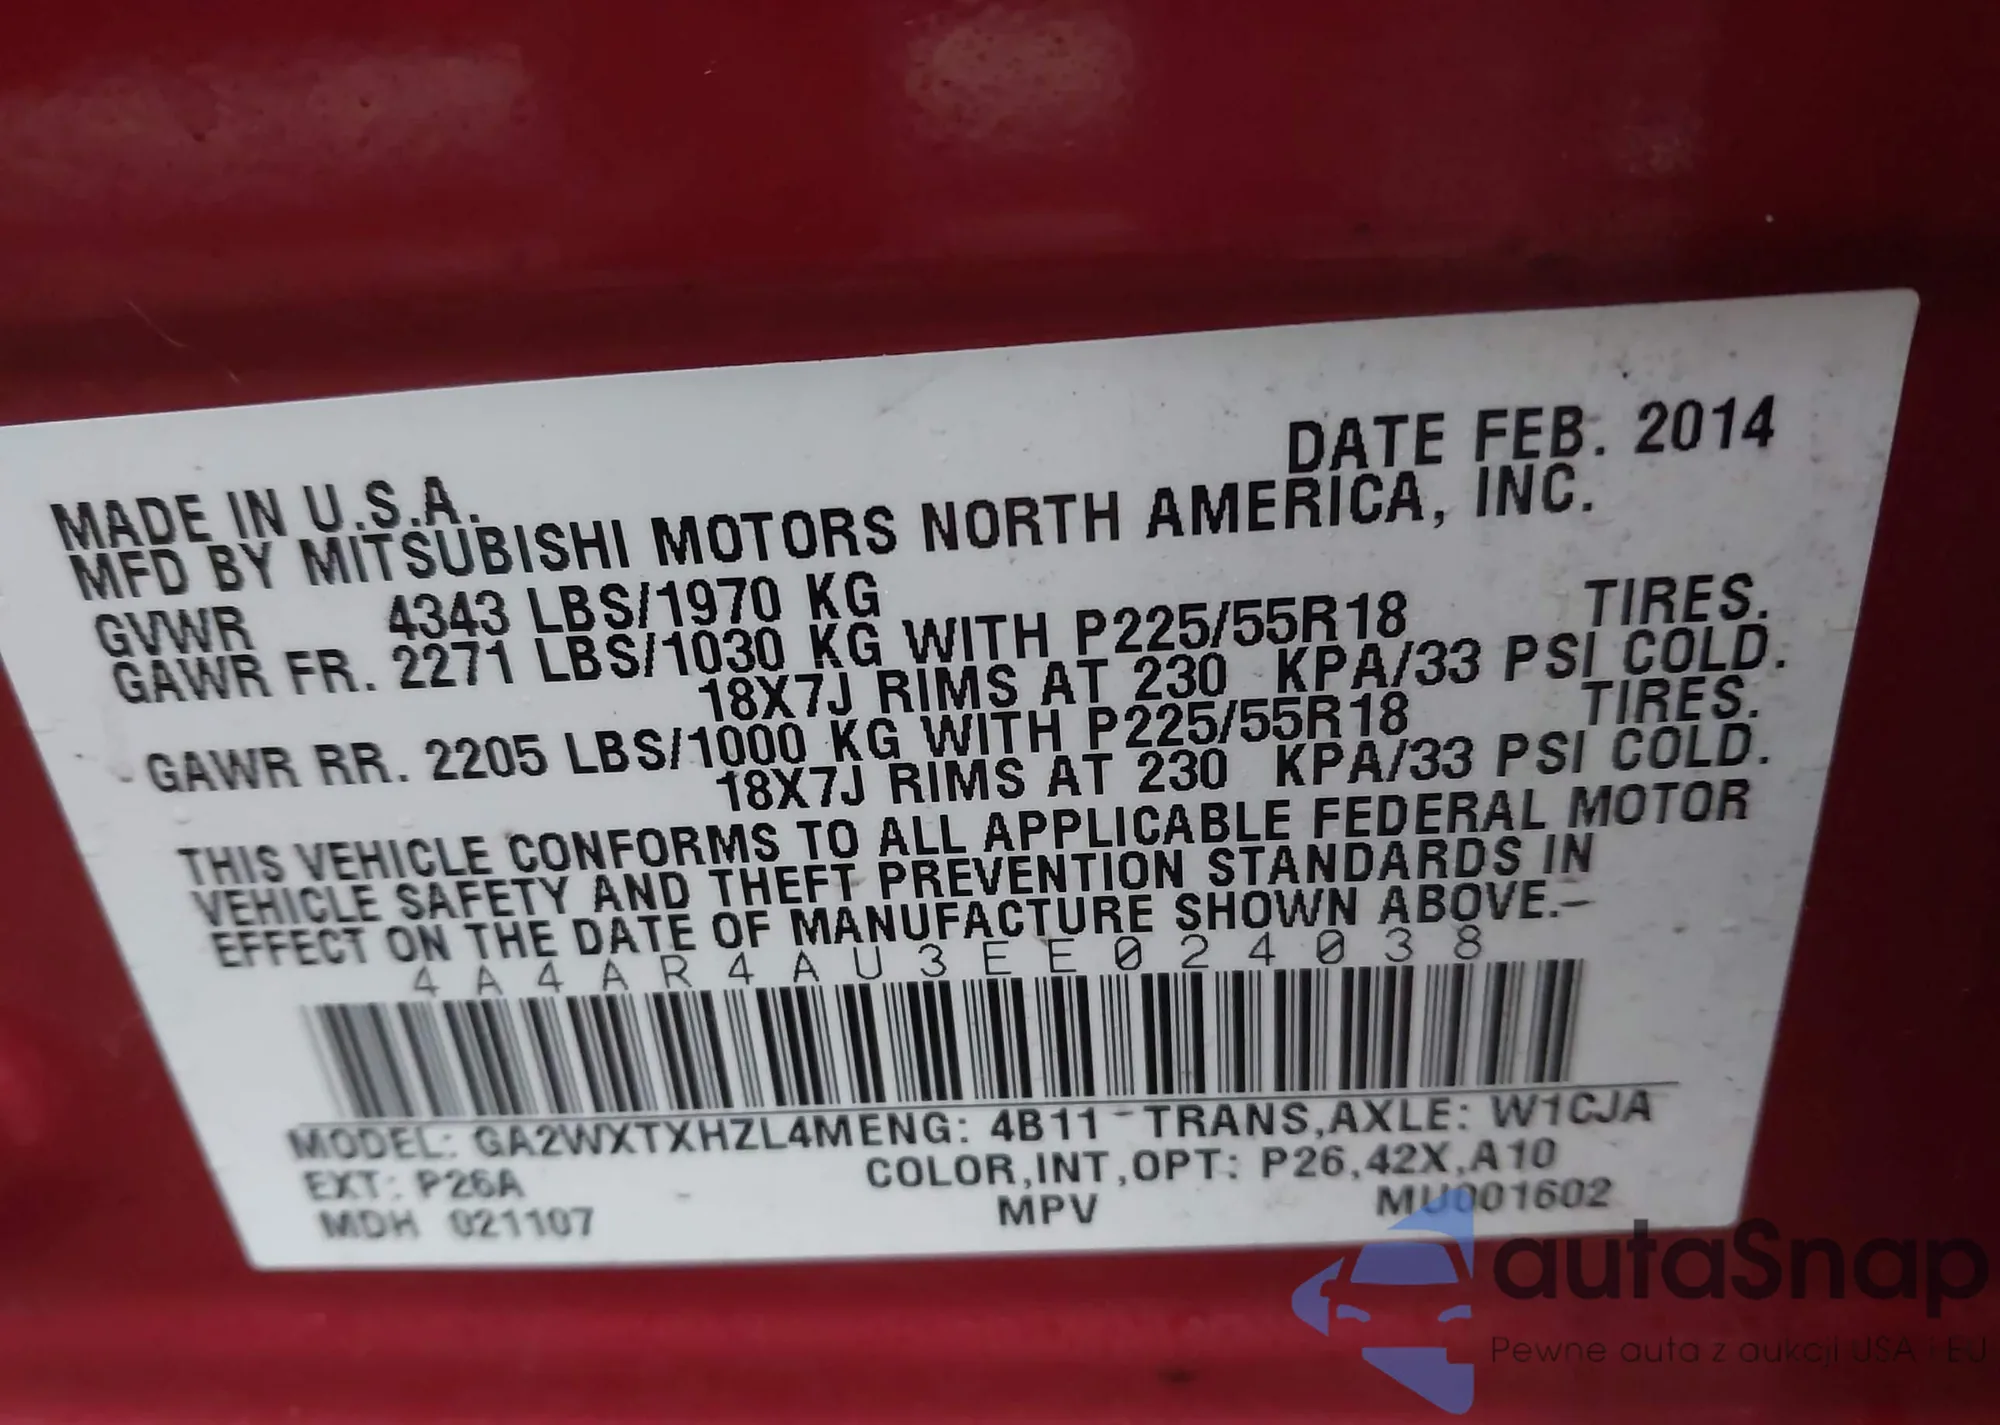 DATE FEB. 2014
MADE IN U.S.A.
MFD BY MITSUBISHI MOTORS NORTH AMERICA, INC.
GVWR 4343 LBS/1970 KG
GAWR FR. 2271 LBS/1030 KG WITH P225/55R18 TIRES.
18X7J RIMS AT 230 KPA/33 PSI COLD.
GAWR RR. 2205 LBS/1000 KG WITH P225/55R18 TIRES.
18X7J RIMS AT 230 KPA/33 PSI COLD.
THIS VEHICLE CONFORMS TO ALL APPLICABLE FEDERAL MOTOR
VEHICLE SAFETY AND THEFT PREVENTION STANDARDS IN
EFFECT ON THE DATE OF MANUFACTURE SHOWN ABOVE.
4A4AR4AU3EE024038
MODEL: GA2WXTXHZL4MENG: 4B11 TRANS,AXLE: W1CJA
EXT: P26A COLOR,INT,OPT: P26,42X,A10
MDH 021107 MPV MU001602
autaSnap
Pewne auta z aukcji USA i EU